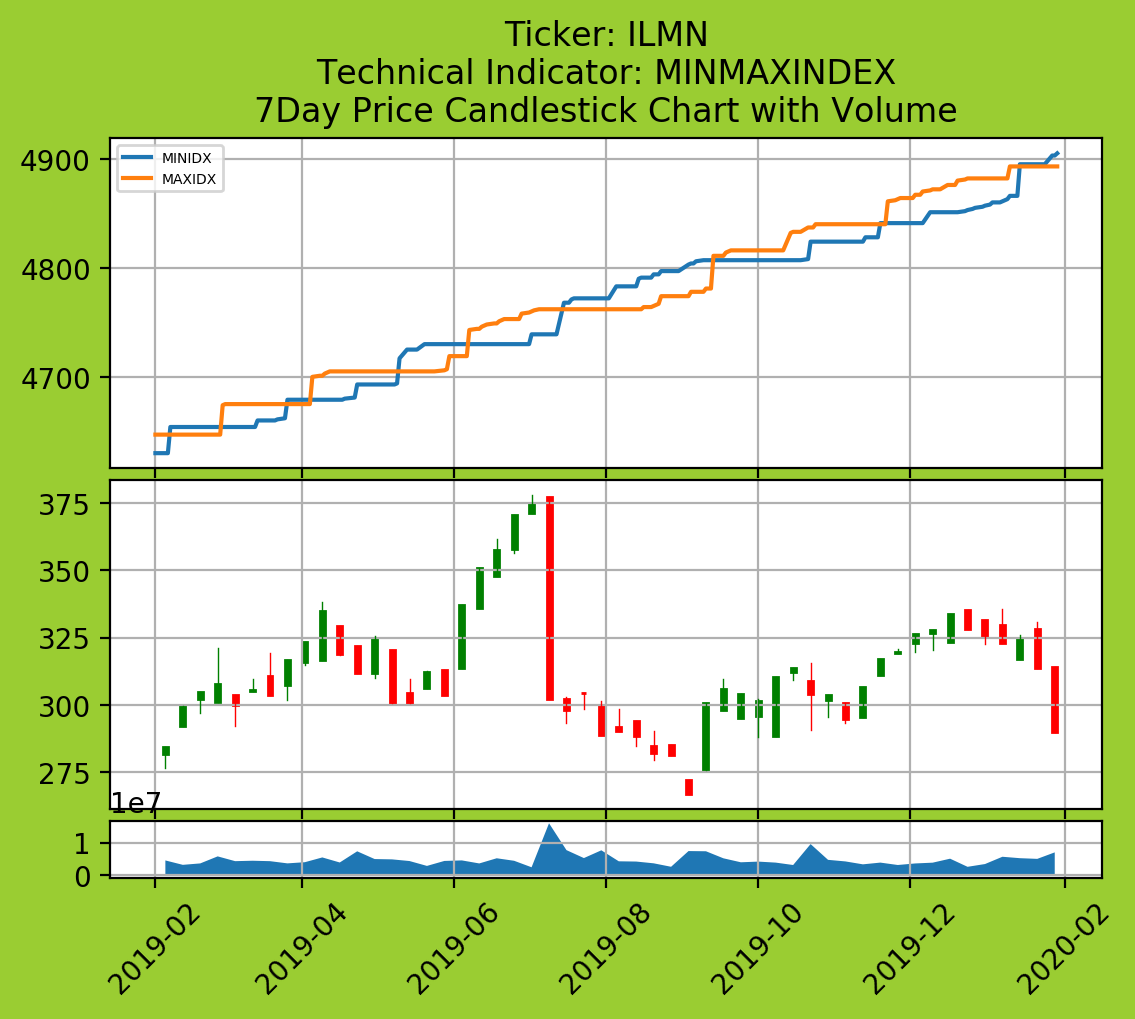 Ticker: ILMN
Technical Indicator: MINMAXINDEX
7Day Price Candlestick Chart with Volume
4900
4800
4700
MINIDX
MAXIDX
375
350
325
300
275
1e7
1
0
2019-02
2019-04
2019-06
2019-08
2019-10
2019-12
2020-02